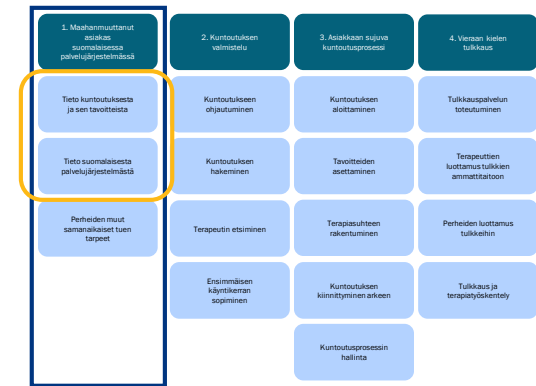 1. Maahanmuuttanut
asiakas
suomalaisessa
palvelujärjestelmässä
Tieto kuntoutuksesta
ja sen tavoitteista
Tieto suomalaisesta
palvelujärjestelmästä
Perheiden muut
samanaikaiset tuen
tarpeet
2. Kuntoutuksen
valmistelu
Kuntoutukseen
ohjautuminen
Kuntoutuksen
hakeminen
Terapeutin etsiminen
Ensimmäisen
käyntikerran
sopiminen
3. Asiakkaan sujuva
kuntoutusprosessi
Kuntoutuksen
aloittaminen
Tavoitteiden
asettaminen
Terapiasuhteen
rakentuminen
Kuntoutuksen
kiinnittyminen arkeen
Kuntoutusprosessin
hallinta
4. Vieraan kielen
tulkkaus
Tulkkauspalvelun
toteutuminen
Terapeuttien
luottamus tulkkien
ammattitaitoon
Perheiden luottamus
tulkkeihin
Tulkkaus ja
terapiatyöskentely